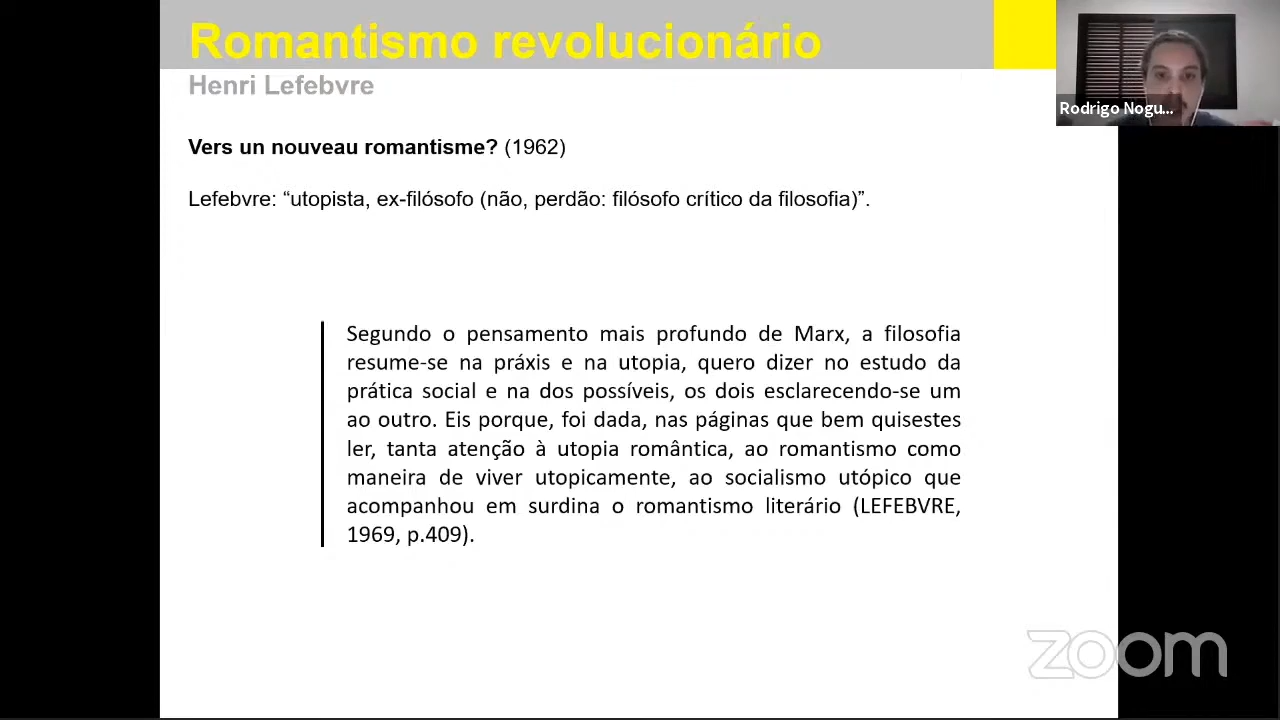 Romantismo revolucionário
Henri Lefebvre
Rodrigo Nogu...
Vers un nouveau romantisme? (1962)
Lefebvre: “utopista, ex-filósofo (não, perdão: filósofo crítico da filosofia)”.
Segundo o pensamento mais profundo de Marx, a filosofia
resume-se na práxis e na utopia, quero dizer no estudo da
prática social e na dos possíveis, os dois esclarecendo-se um
ao outro. Eis porque, foi dada, nas páginas que bem quisestes
ler, tanta atenção à utopia romântica, ao romantismo como
maneira de viver utopicamente, ao socialismo utópico que
acompanhou em surdina o romantismo literário (LEFEBVRE,
1969, p.409).
zoom